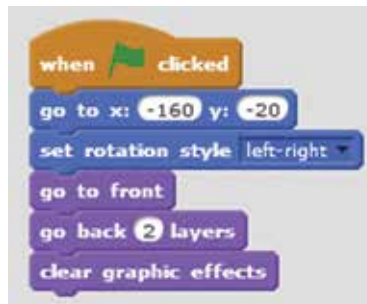 when clicked
go to x: -160 y: -20
set rotation style left-right
go to front
go back 2 layers
clear graphic effects